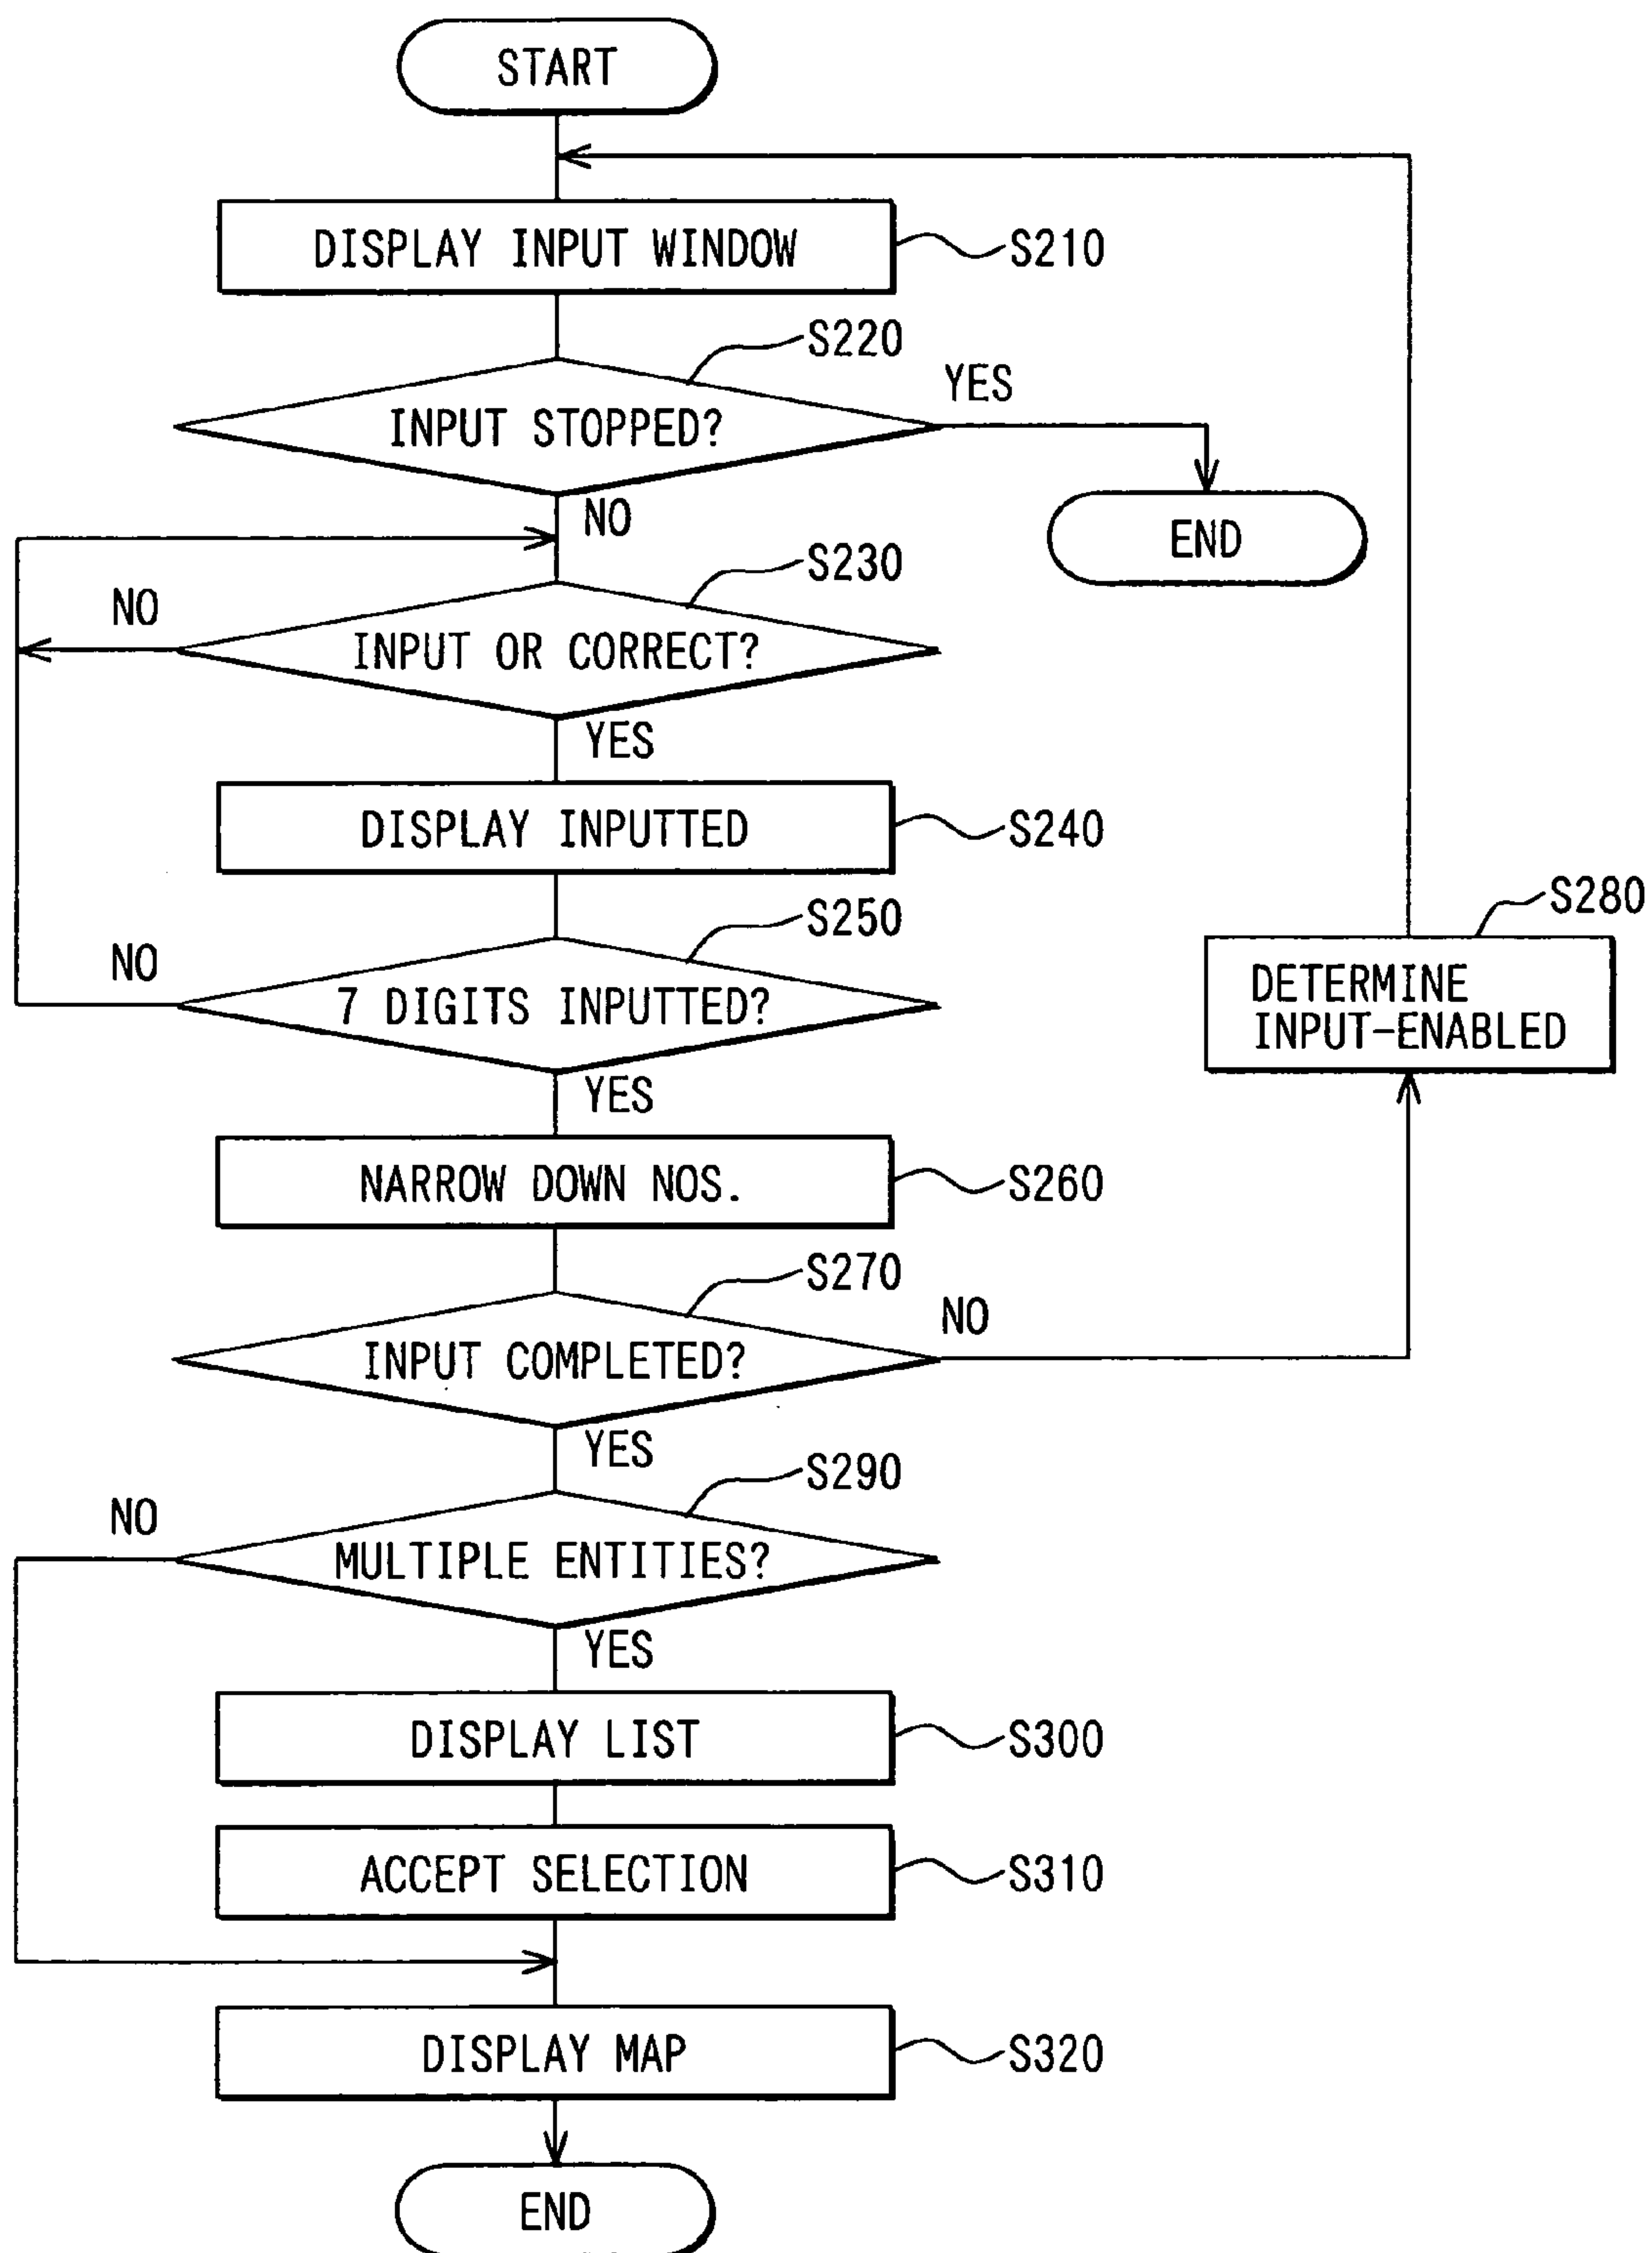 START
DISPLAY INPUT WINDOW
S210
S220
INPUT STOPPED?
YES
NO
END
S230
NO
INPUT OR CORRECT?
YES
DISPLAY INPUTTED
S240
S250
NO
7 DIGITS INPUTTED?
YES
S280
DETERMINE
INPUT-ENABLED
NARROW DOWN NOS.
S260
S270
INPUT COMPLETED?
NO
YES
S290
NO
MULTIPLE ENTITIES?
YES
DISPLAY LIST
S300
ACCEPT SELECTION
S310
DISPLAY MAP
S320
END